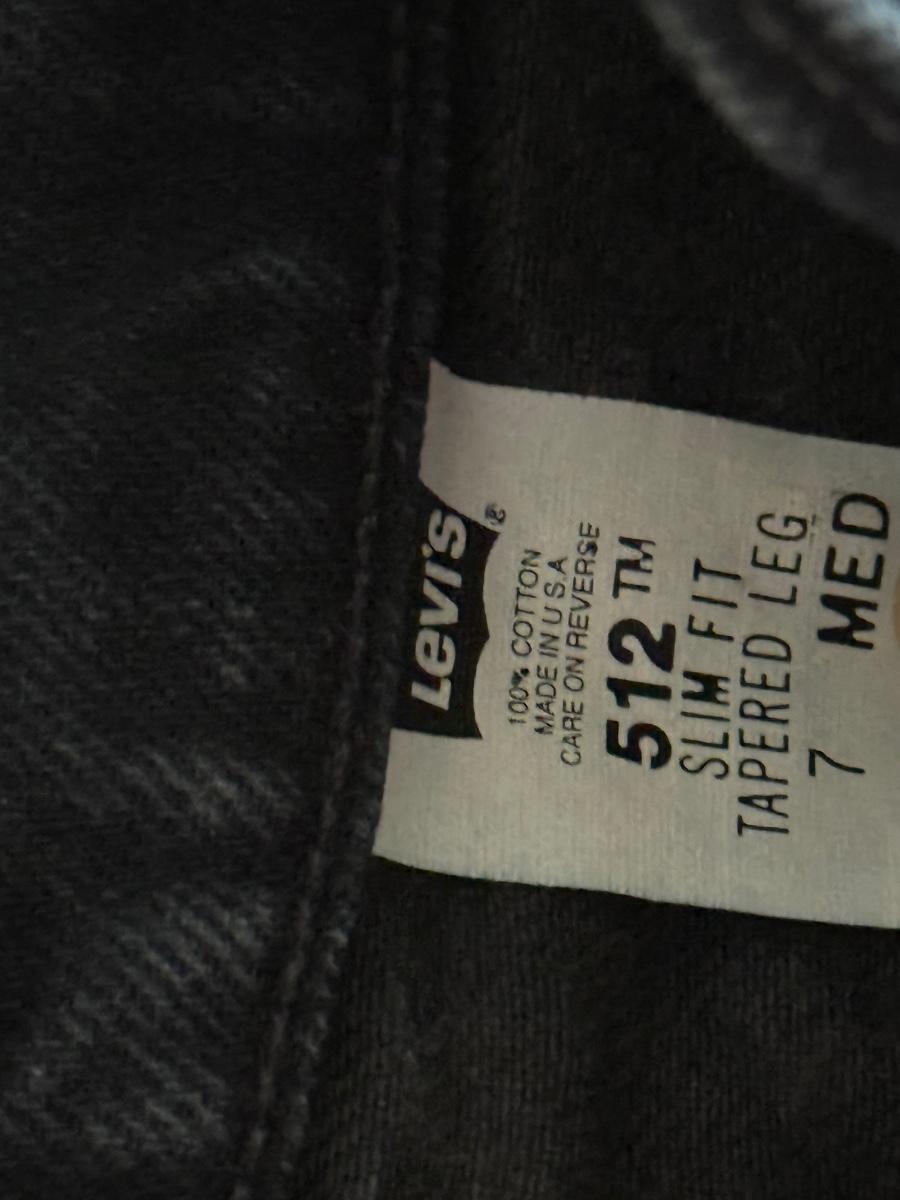 Levi's®
100% COTTON
MADE IN U S A
CARE ON REVERSE
512 TM
SLIM FIT
TAPERED LEG
7 MED